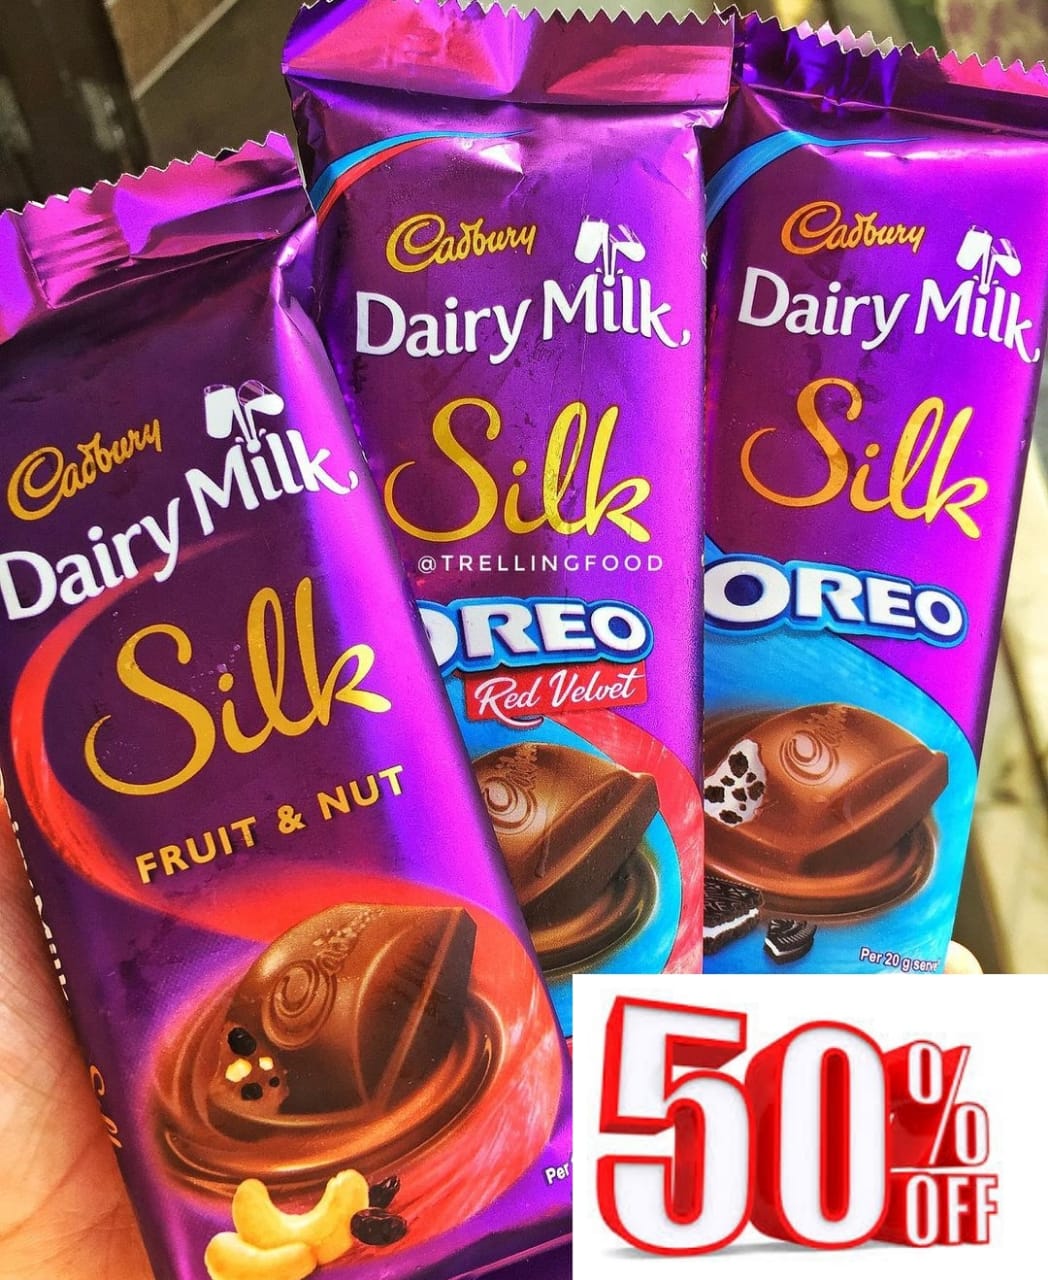 Cadbury
Dairy Milk
Silk
FRUIT & NUT
Cadbury
Dairy Milk
Silk
@TRELLINGFOOD
OREO
Red Velvet
Cadbury
Dairy Milk
Silk
OREO
Per 20 g serve
Per
50% OFF